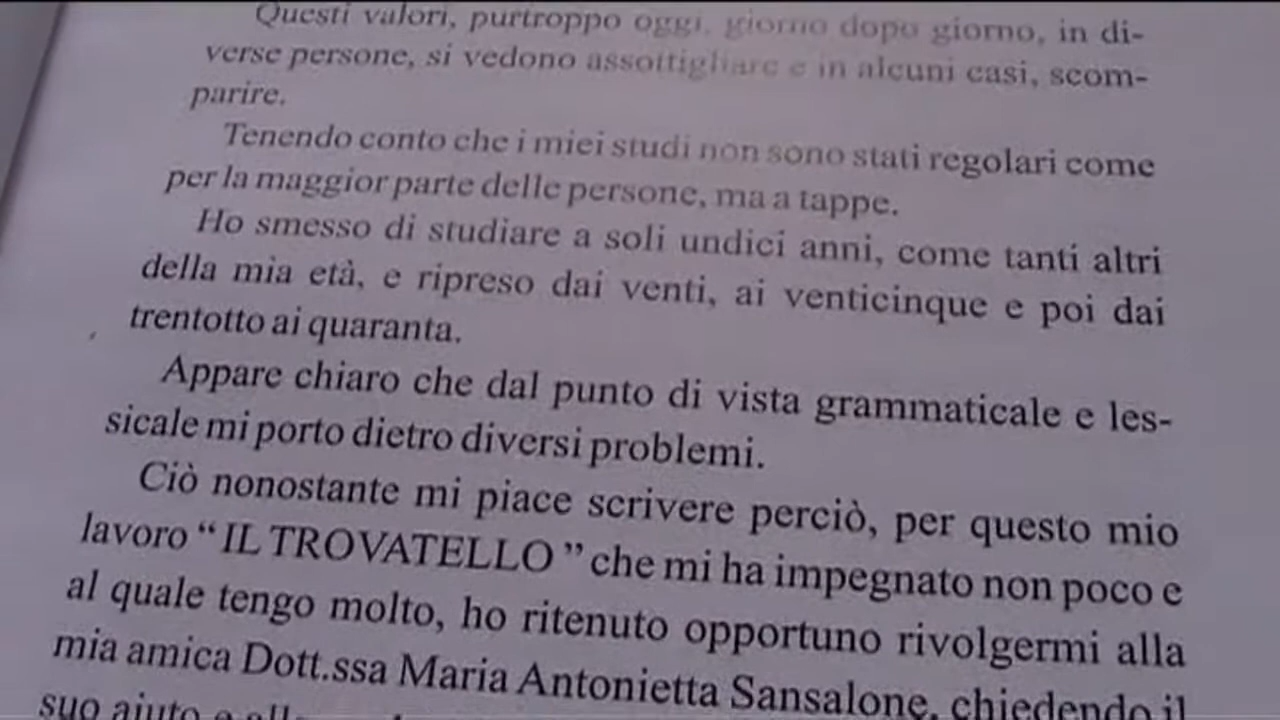 Questi valori, purtroppo oggi, giorno dopo giorno, in di-
verse persone, si vedono assottigliare e in alcuni casi, scom-
parire.
Tenendo conto che i miei studi non sono stati regolari come
per la maggior parte delle persone, ma a tappe.
Ho smesso di studiare a soli undici anni, come tanti altri
della mia età, e ripreso dai venti, ai venticinque e poi dai
trentotto ai quaranta.
Appare chiaro che dal punto di vista grammaticale e les-
sicale mi porto dietro diversi problemi.
Ciò nonostante mi piace scrivere perciò, per questo mio
lavoro “ IL TROVATELLO ” che mi ha impegnato non poco e
al quale tengo molto, ho ritenuto opportuno rivolgermi alla
mia amica Dott.ssa Maria Antonietta Sansalone, chiedendo il
suo aiuto e